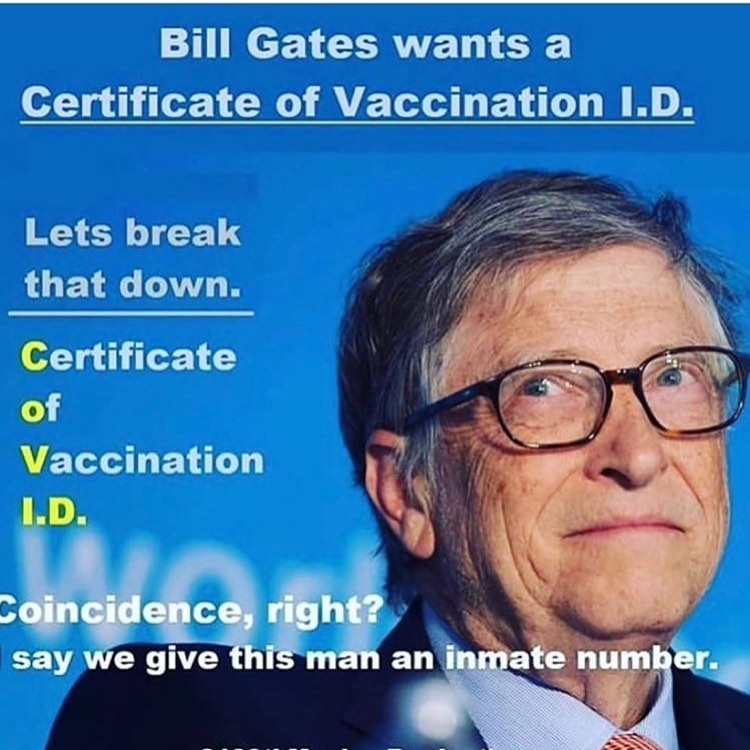 Bill Gates wants a
Certificate of Vaccination I.D.
Lets break
that down.
Certificate
of
Vaccination
I.D.
Coincidence, right?
say we give this man an inmate number.